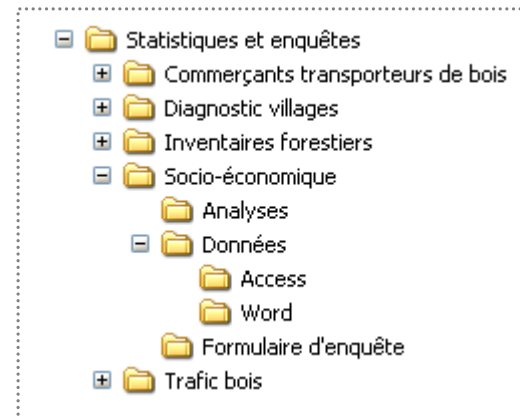 Statistiques et enquêtes
Commerçants transporteurs de bois
Diagnostic villages
Inventaires forestiers
Socio-économique
Analyses
Données
Access
Word
Formulaire d'enquête
Trafic bois